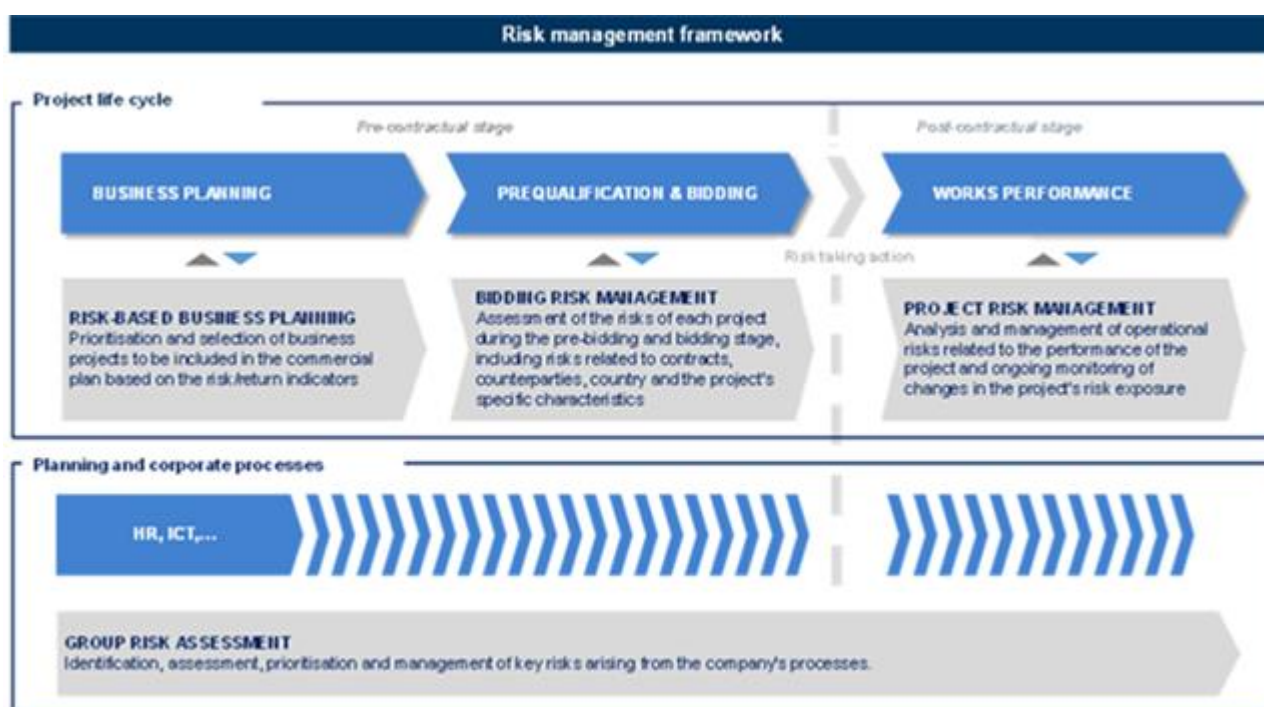 Risk management framework
Project life cycle
Pre-contractual stage
Post-contractual stage
BUSINESS PLANNING
PREQUALIFICATION & BIDDING
WORKS PERFORMANCE
Risk taking action
RISK-BASED BUSINESS PLANNING
Prioritisation and selection of business
projects to be included in the commercial
plan based on the risk/return indicators
BIDDING RISK MANAGEMENT
Assessment of the risks of each project
during the pre-bidding and bidding stage,
including risks related to contracts,
counterparties, country and the project's
specific characteristics
PROJECT RISK MANAGEMENT
Analysis and management of operational
risks related to the performance of the
project and ongoing monitoring of
changes in the project's risk exposure
Planning and corporate processes
HR, ICT,...
GROUP RISK ASSESSMENT
Identification, assessment, prioritisation and management of key risks arising from the company's processes.